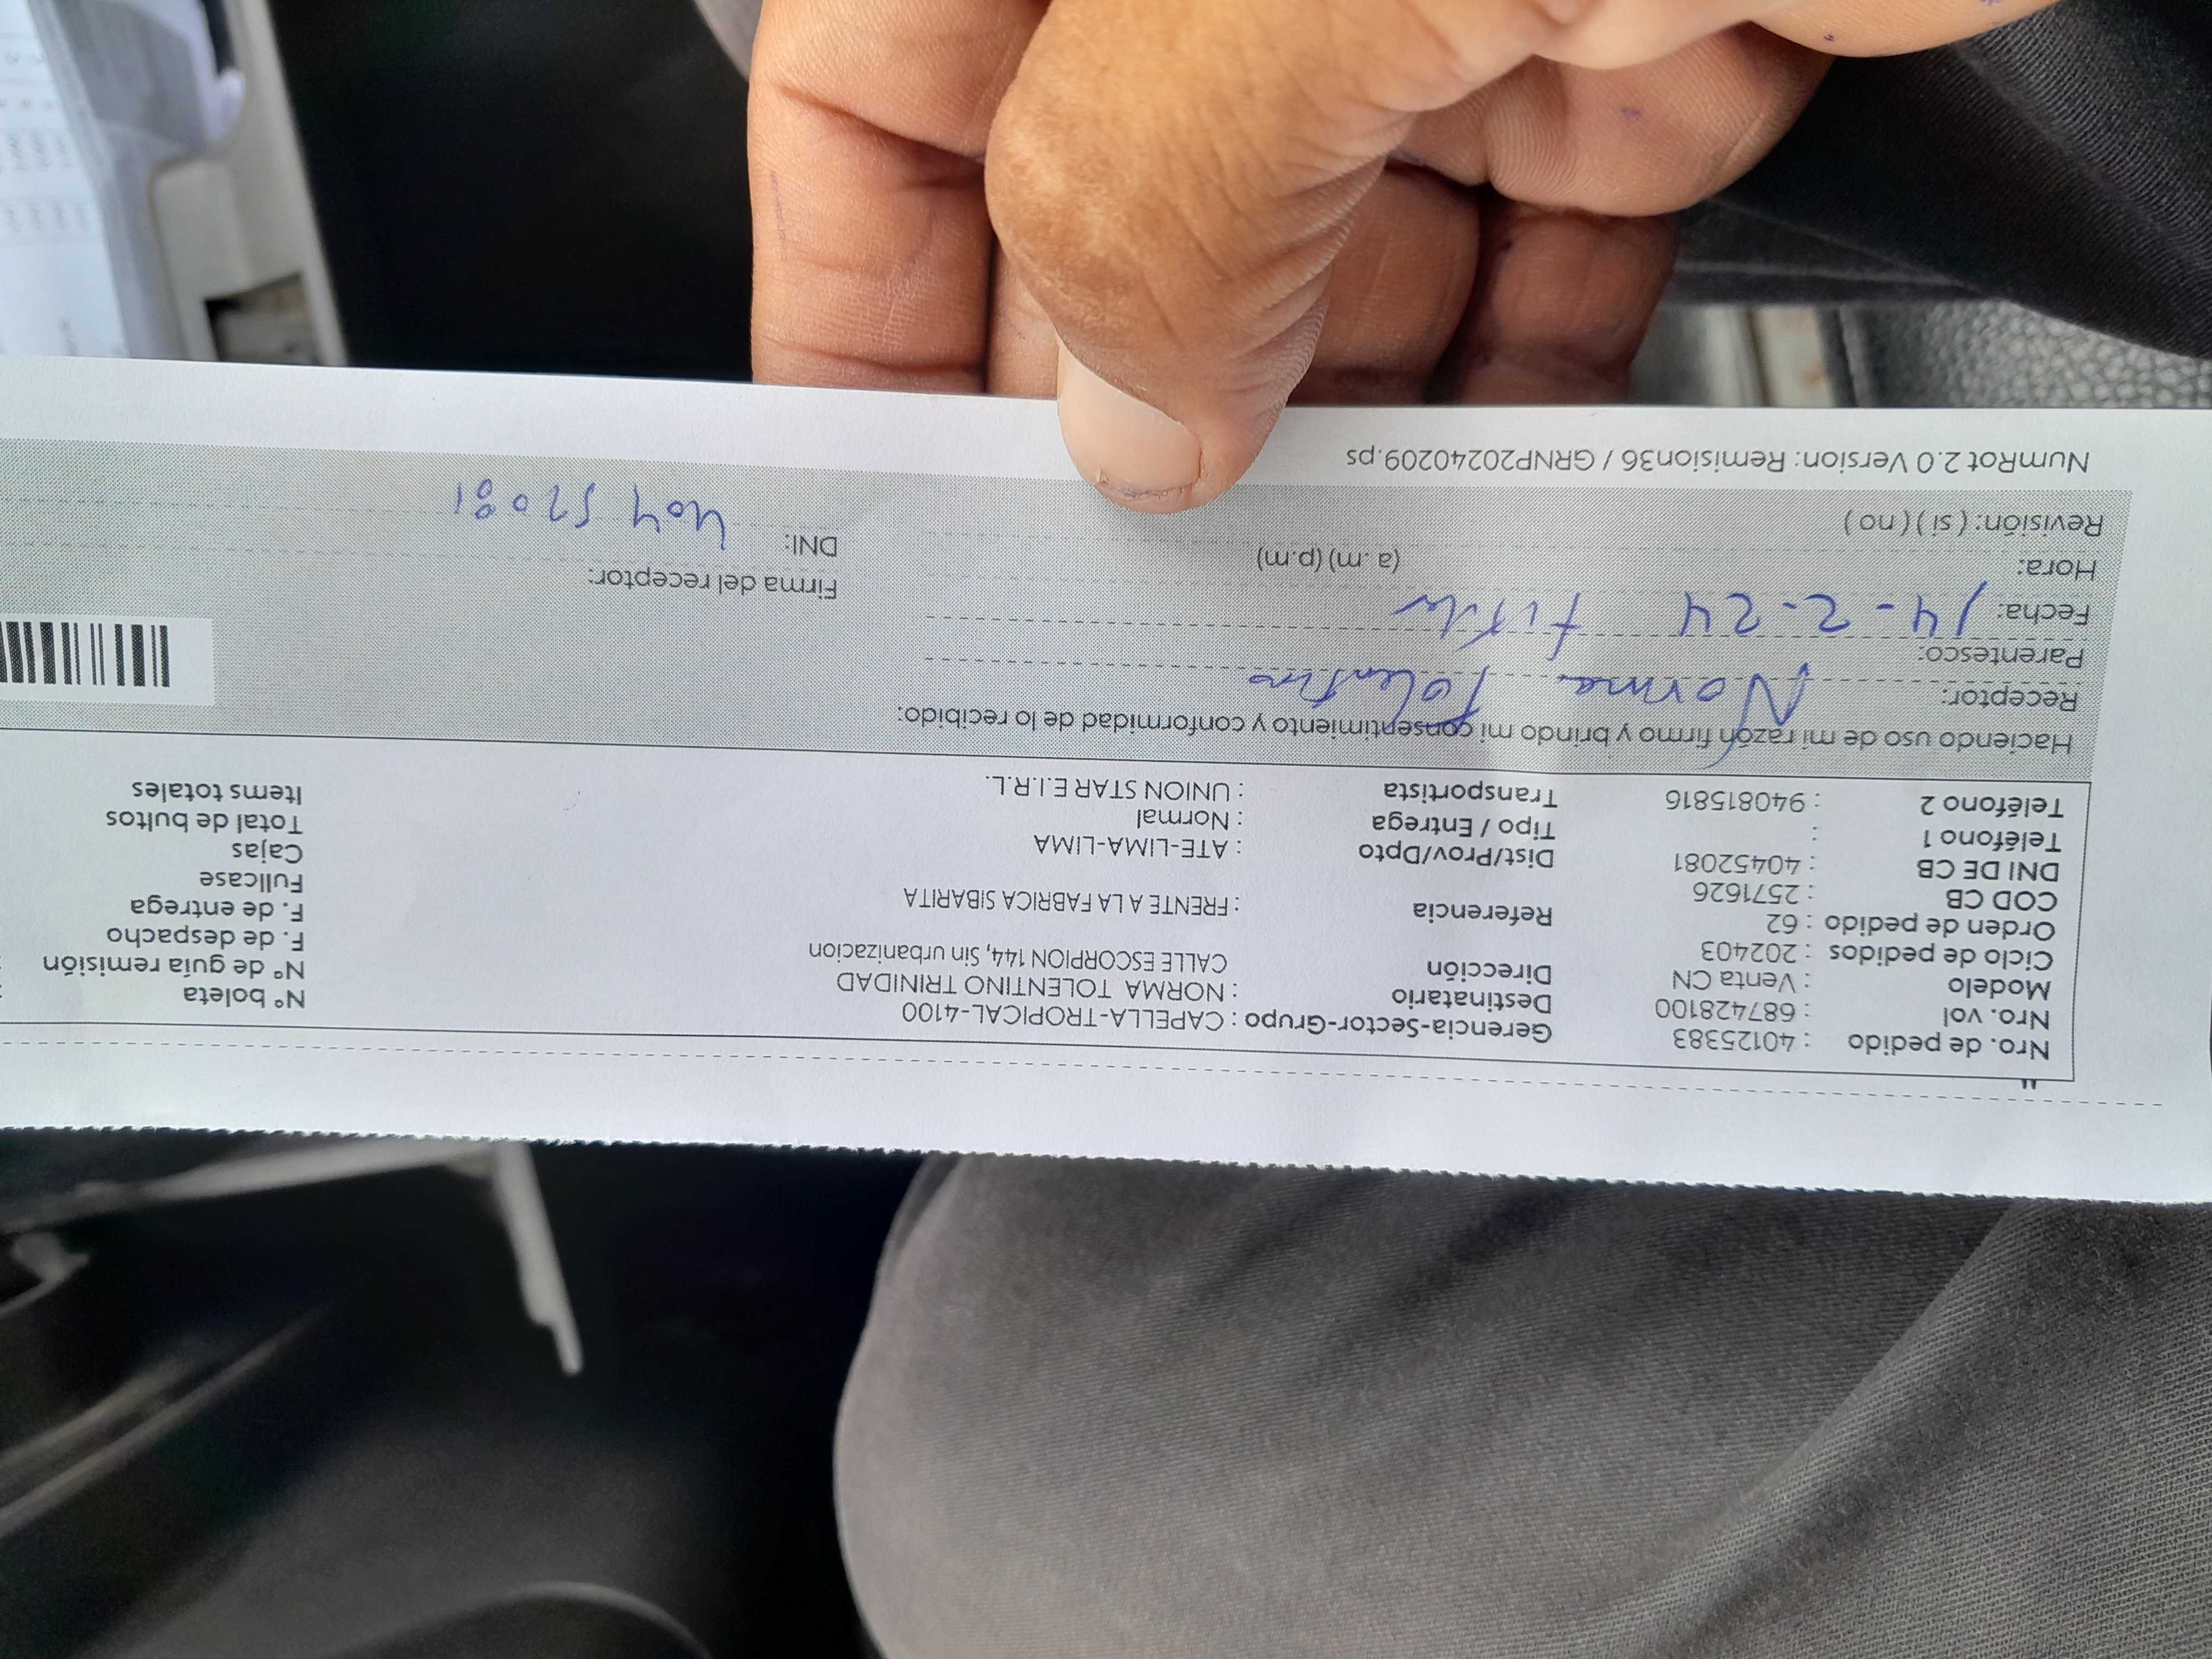 Nro. de pedido : 40125383 Gerencia-Sector-Grupo : CAPELLA-TROPICAL-4100 N° boleta
Nro. vol : 687428100 Destinatario : NORMA TOLENTINO TRINIDAD N° de guía remisión
Modelo : Venta CN Dirección CALLE ESCORPION 144, Sin urbanizacion F. de despacho
Ciclo de pedidos : 202403 F. de entrega
Orden de pedido : 62 Referencia : FRENTE A LA FABRICA SIBARITA Fullcase
COD CB : 2571626 Cajas
DNI DE CB : 40452081 Dist/Prov/Dpto : ATE-LIMA-LIMA Total de bultos
Teléfono 1 : Tipo / Entrega : Normal Items totales
Teléfono 2 : 940815816 Transportista : UNION STAR E.I.R.L.
Haciendo uso de mi razón firmo y brindo mi consentimiento y conformidad de lo recibido:
Receptor: Norma Tolentino
Parentesco:
Fecha: 14-2-24
Firma del receptor:
Hora: (a.m) (p.m)
DNI: 40452081
Revisión: ( si ) ( no )
NumRot 2.0 Version: Remision36 / GRNP20240209.ps